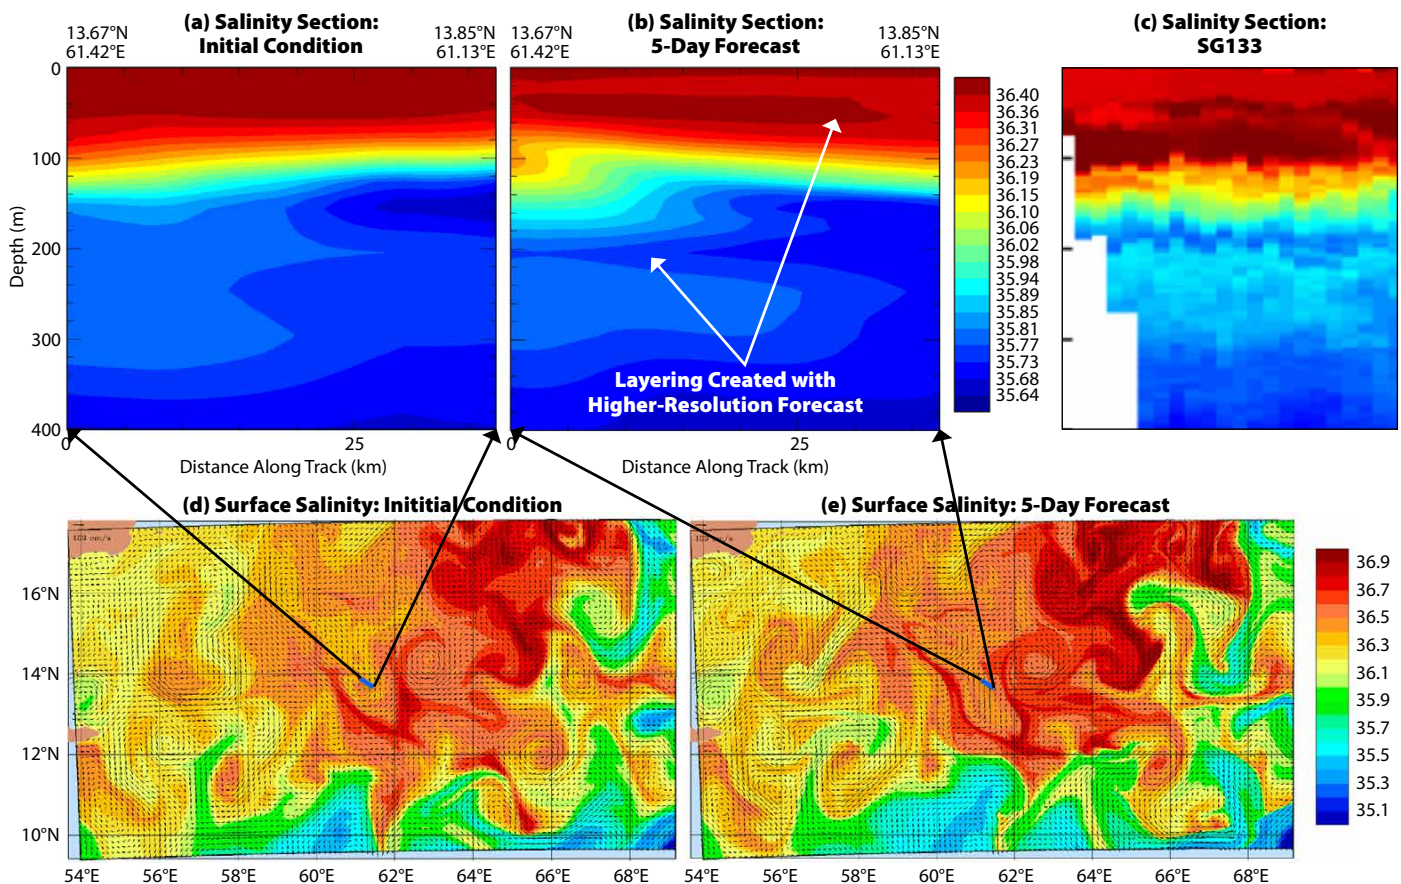 (a) Salinity Section:
Initial Condition
13.67°N
61.42°E
13.85°N
61.13°E
(b) Salinity Section:
5-Day Forecast
13.67°N
61.42°E
13.85°N
61.13°E
(c) Salinity Section:
SG133
Depth (m)
0
100
200
300
400
0
25
Distance Along Track (km)
0
25
Distance Along Track (km)
Layering Created with
Higher-Resolution Forecast
36.40
36.36
36.31
36.27
36.23
36.19
36.15
36.10
36.06
36.02
35.98
35.94
35.89
35.85
35.81
35.77
35.73
35.68
35.64
(d) Surface Salinity: Inititial Condition
(e) Surface Salinity: 5-Day Forecast
100 cm/s
100 cm/s
16°N
14°N
12°N
10°N
54°E
56°E
58°E
60°E
62°E
64°E
66°E
68°E
54°E
56°E
58°E
60°E
62°E
64°E
66°E
68°E
36.9
36.7
36.5
36.3
36.1
35.9
35.7
35.5
35.3
35.1